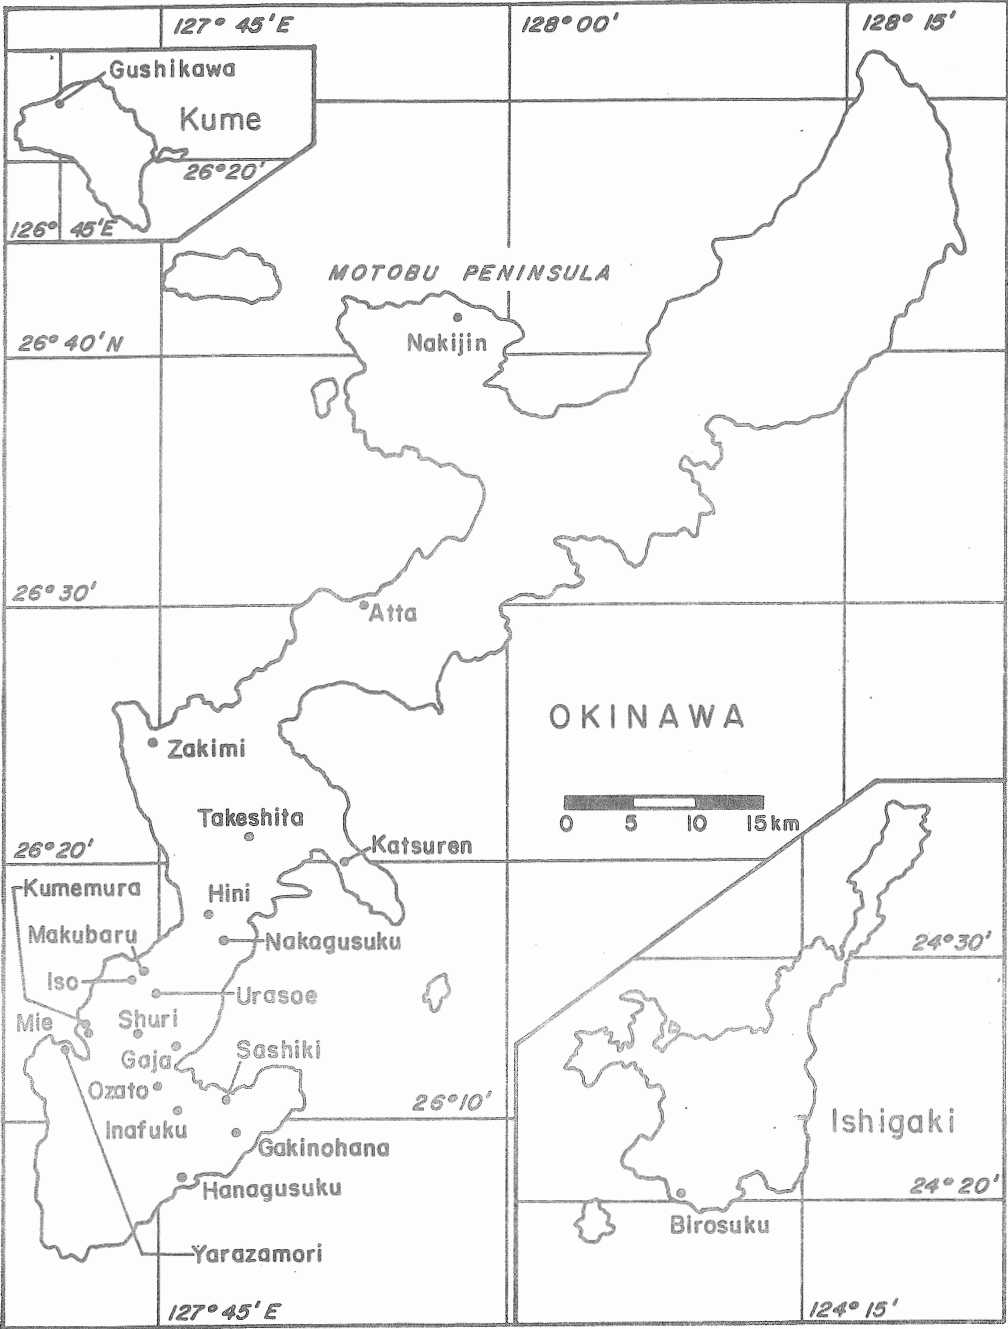 127° 45'E
128° 00'
128° 15'
Gushikawa
Kume
26° 20'
126° 45'E
MOTOBU PENINSULA
Nakijin
26° 40'N
26° 30'
Atta
OKINAWA
Zakimi
0 5 10 15km
Takeshita
Katsuren
26° 20'
Kumemura
Hini
Makubaru
Nakagusuku
24° 30'
Iso
Urasoe
Mie
Shuri
Gaja
Sashiki
Ozato
26° 10'
Inafuku
Ishigaki
Gakinohana
Hanagusuku
24° 20'
Birosuku
Yarazamori
127° 45'E
124° 15'